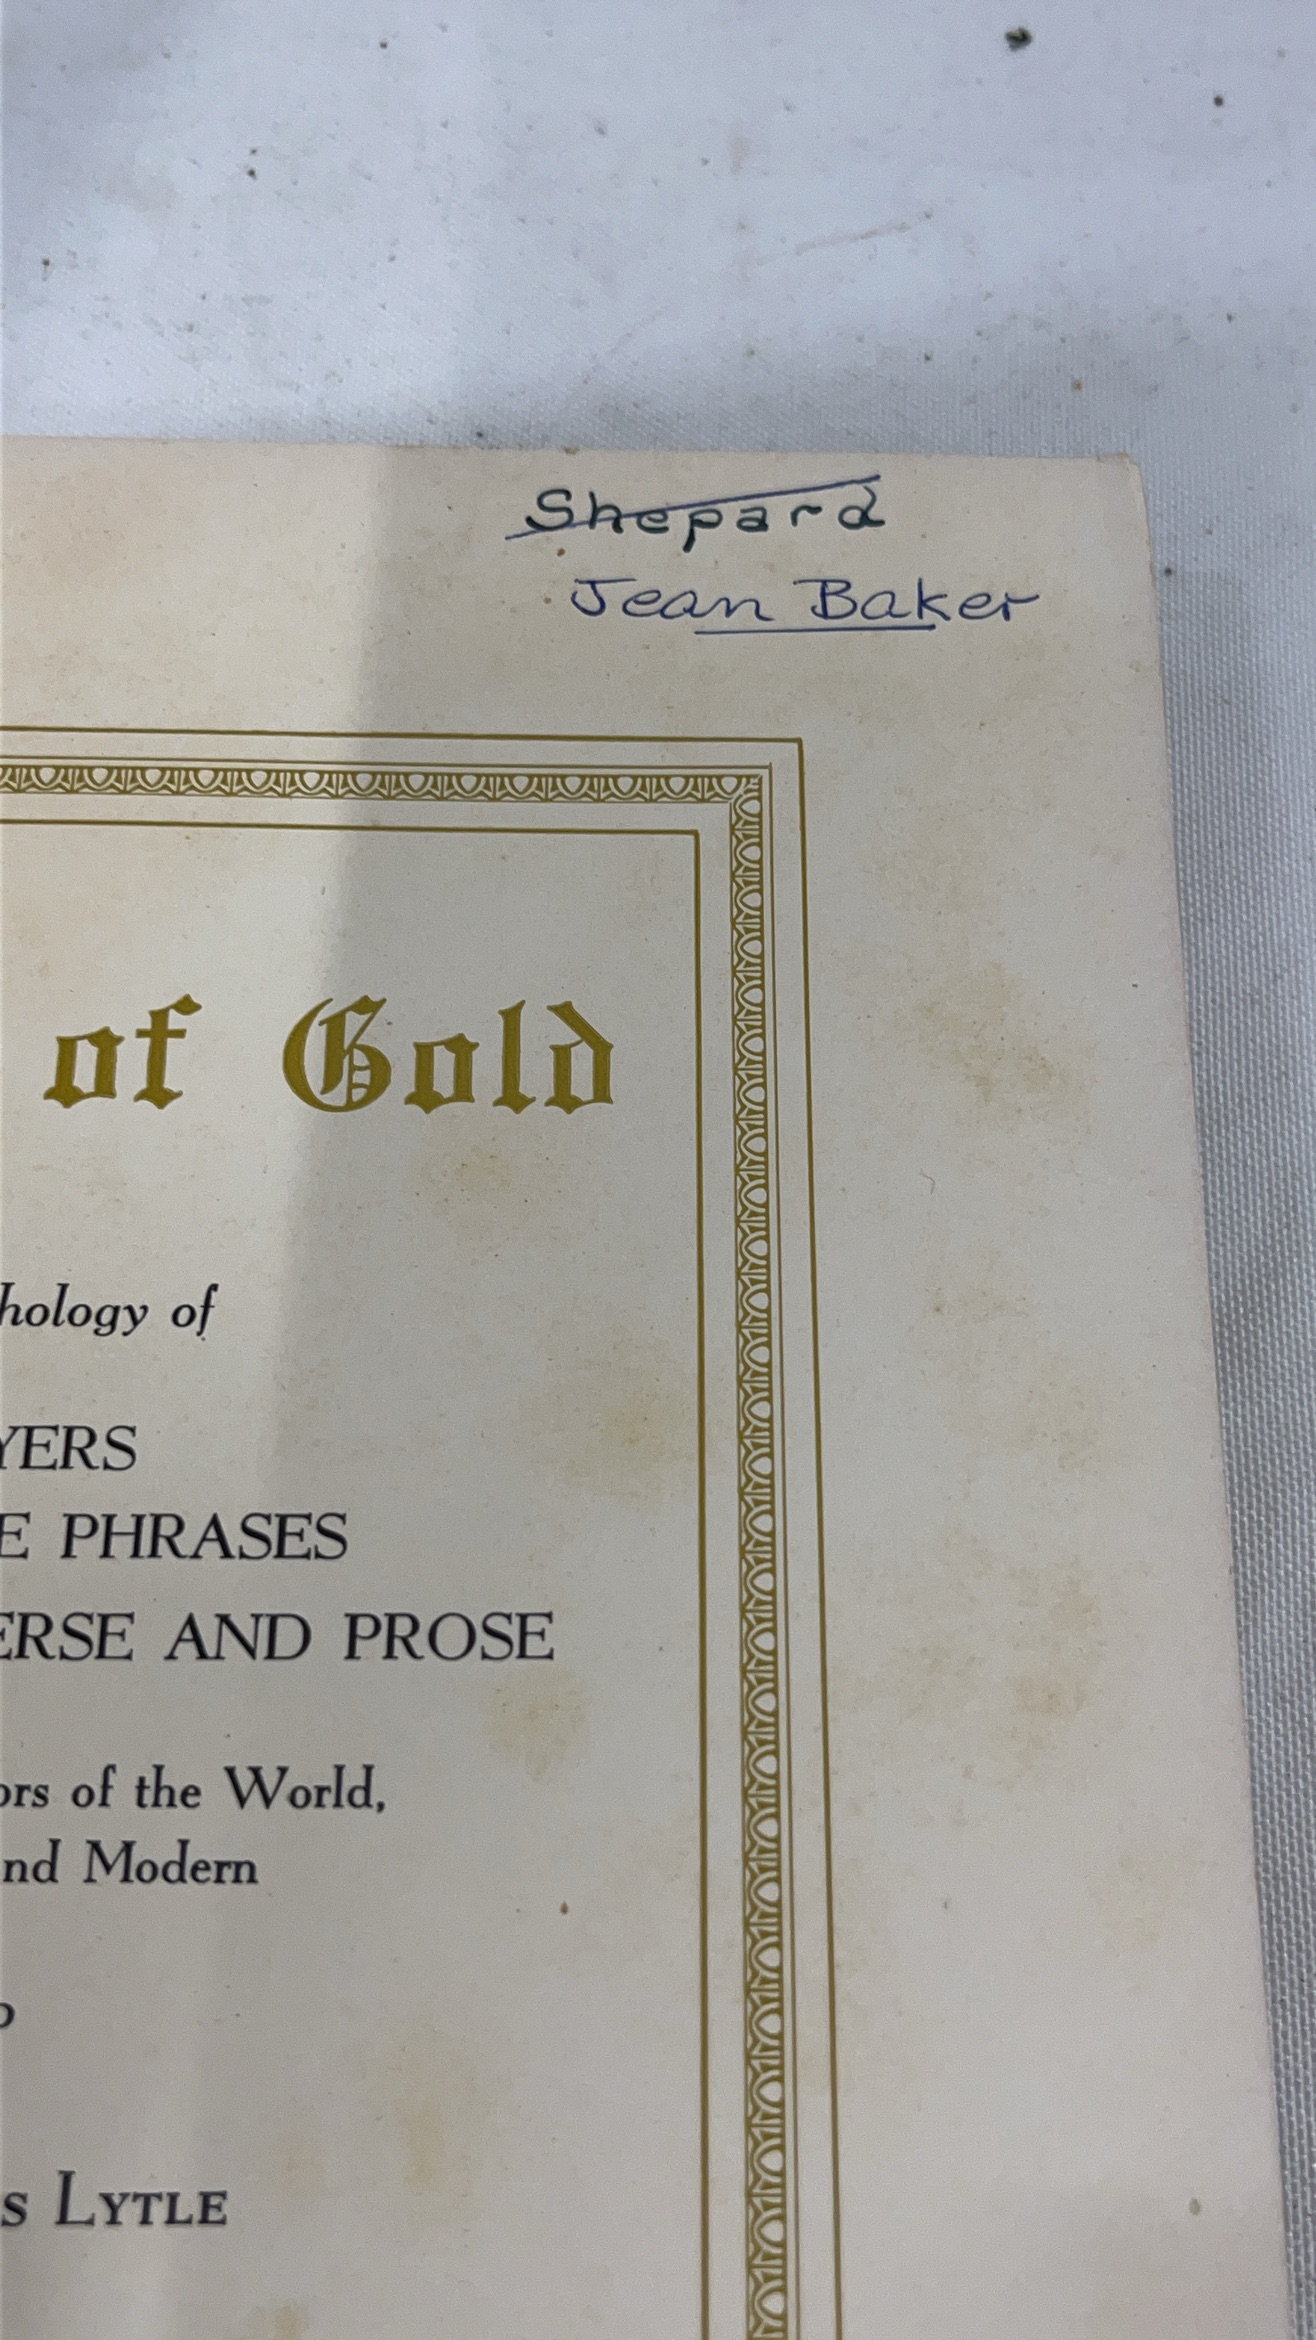 Shepard
Jean Baker
of Gold
hology of
YERS
E PHRASES
ERSE AND PROSE
ors of the World,
nd Modern
s Lytle